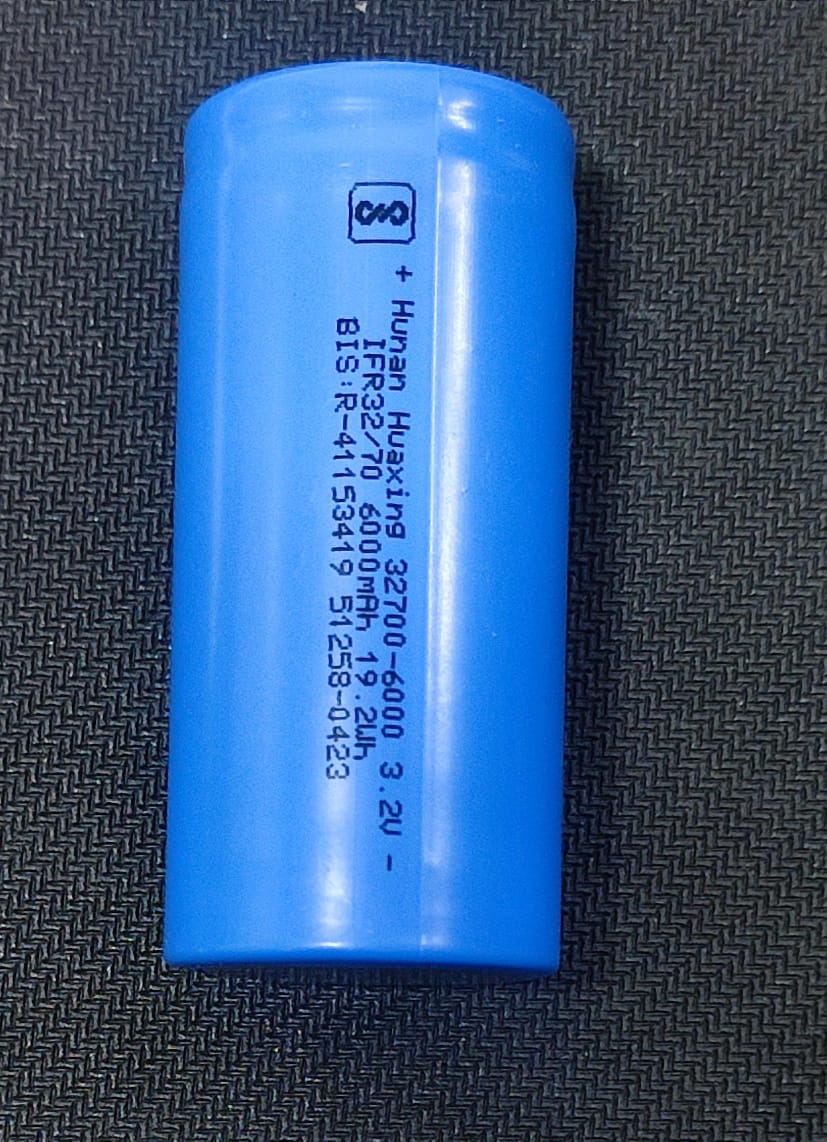 + Hunan Huaxing 32700-6000 3.2V -
IFR32/70 6000mAh 19.2Wh
BIS:R-41153419 51258-0423